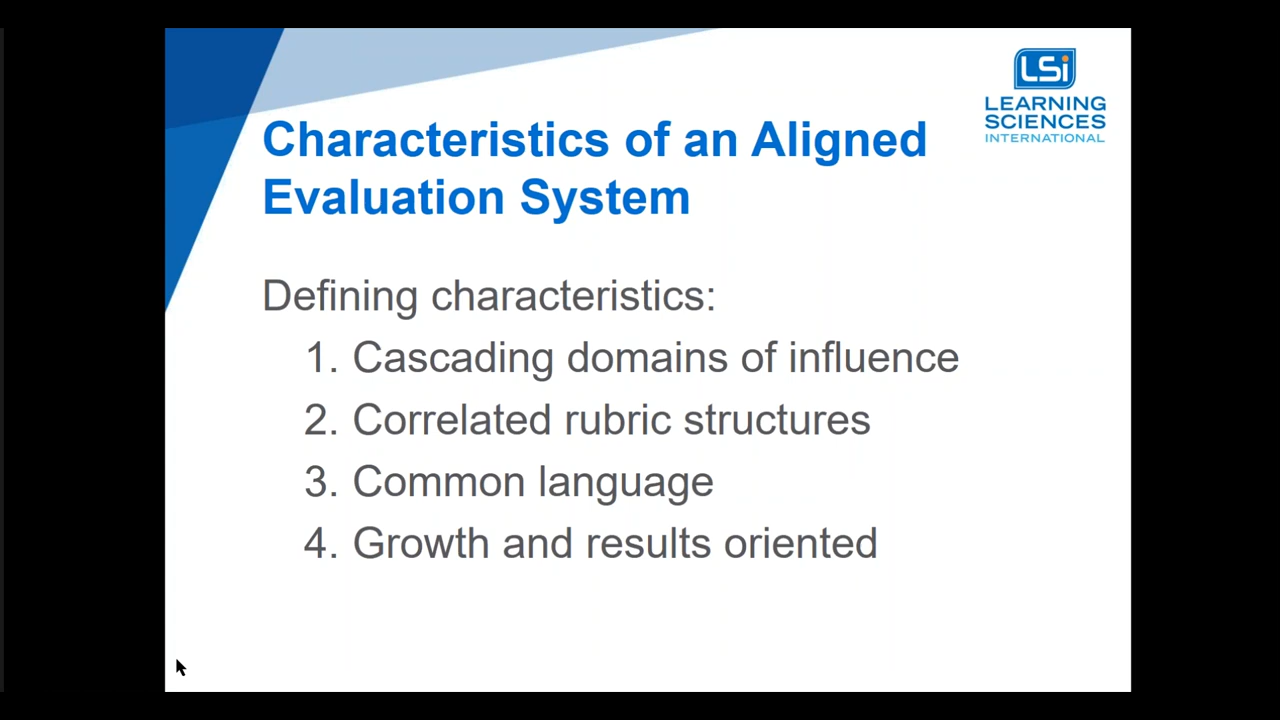 LSi
LEARNING
SCIENCES
INTERNATIONAL
Characteristics of an Aligned
Evaluation System
Defining characteristics:
1. Cascading domains of influence
2. Correlated rubric structures
3. Common language
4. Growth and results oriented